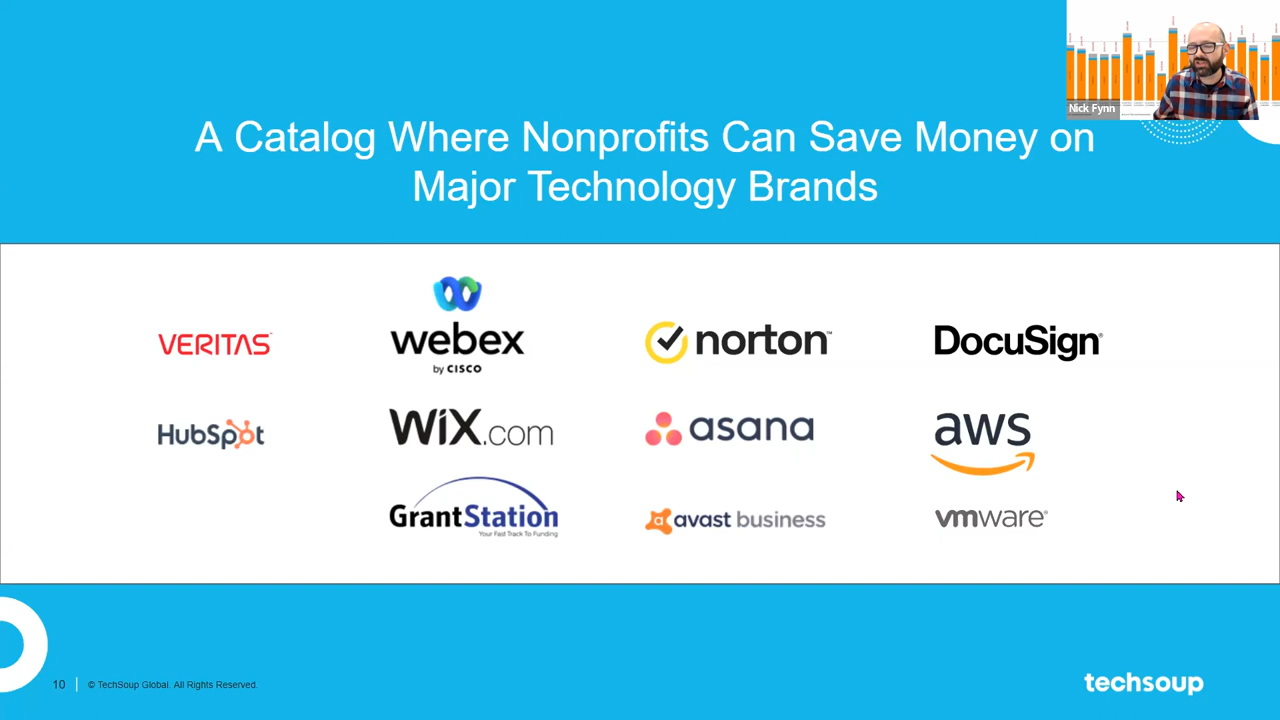 Nick Fynn
A Catalog Where Nonprofits Can Save Money on
Major Technology Brands
VERITAS
webex
by CISCO
norton™
DocuSign®
HubSpot
WiX.com
asana
aws
GrantStation
Your Fast Track To Funding
avast business
vmware®
10
© TechSoup Global. All Rights Reserved.
techsoup